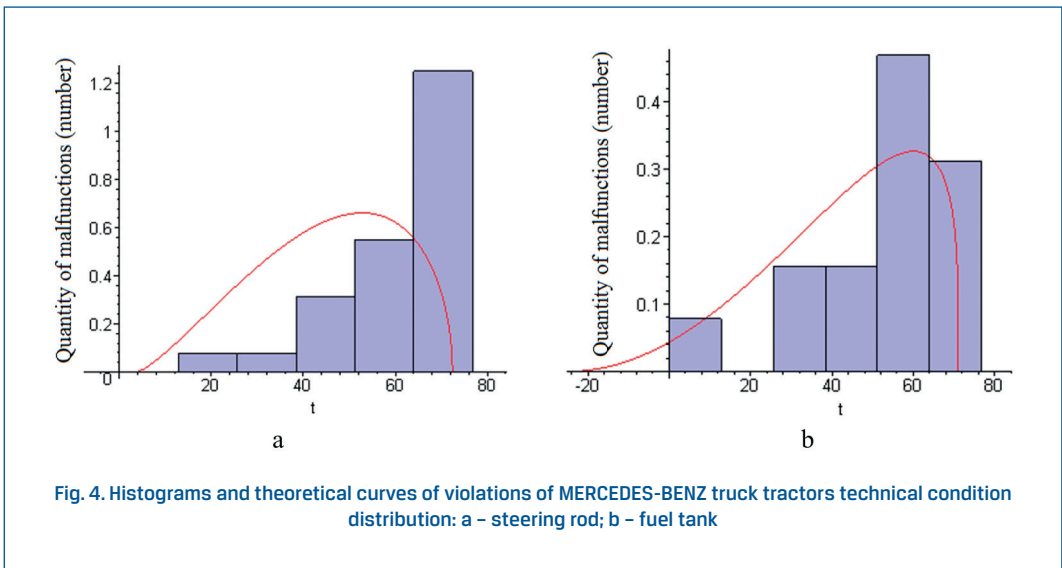 Quantity of malfunctions (number)
1.2
1
0.8
0.6
0.4
0.2
0
20
40
60
80
t
a
Quantity of malfunctions (number)
0.4
0.3
0.2
0.1
-20
0
20
40
60
80
t
b
Fig. 4. Histograms and theoretical curves of violations of MERCEDES-BENZ truck tractors technical condition
distribution: a – steering rod; b – fuel tank